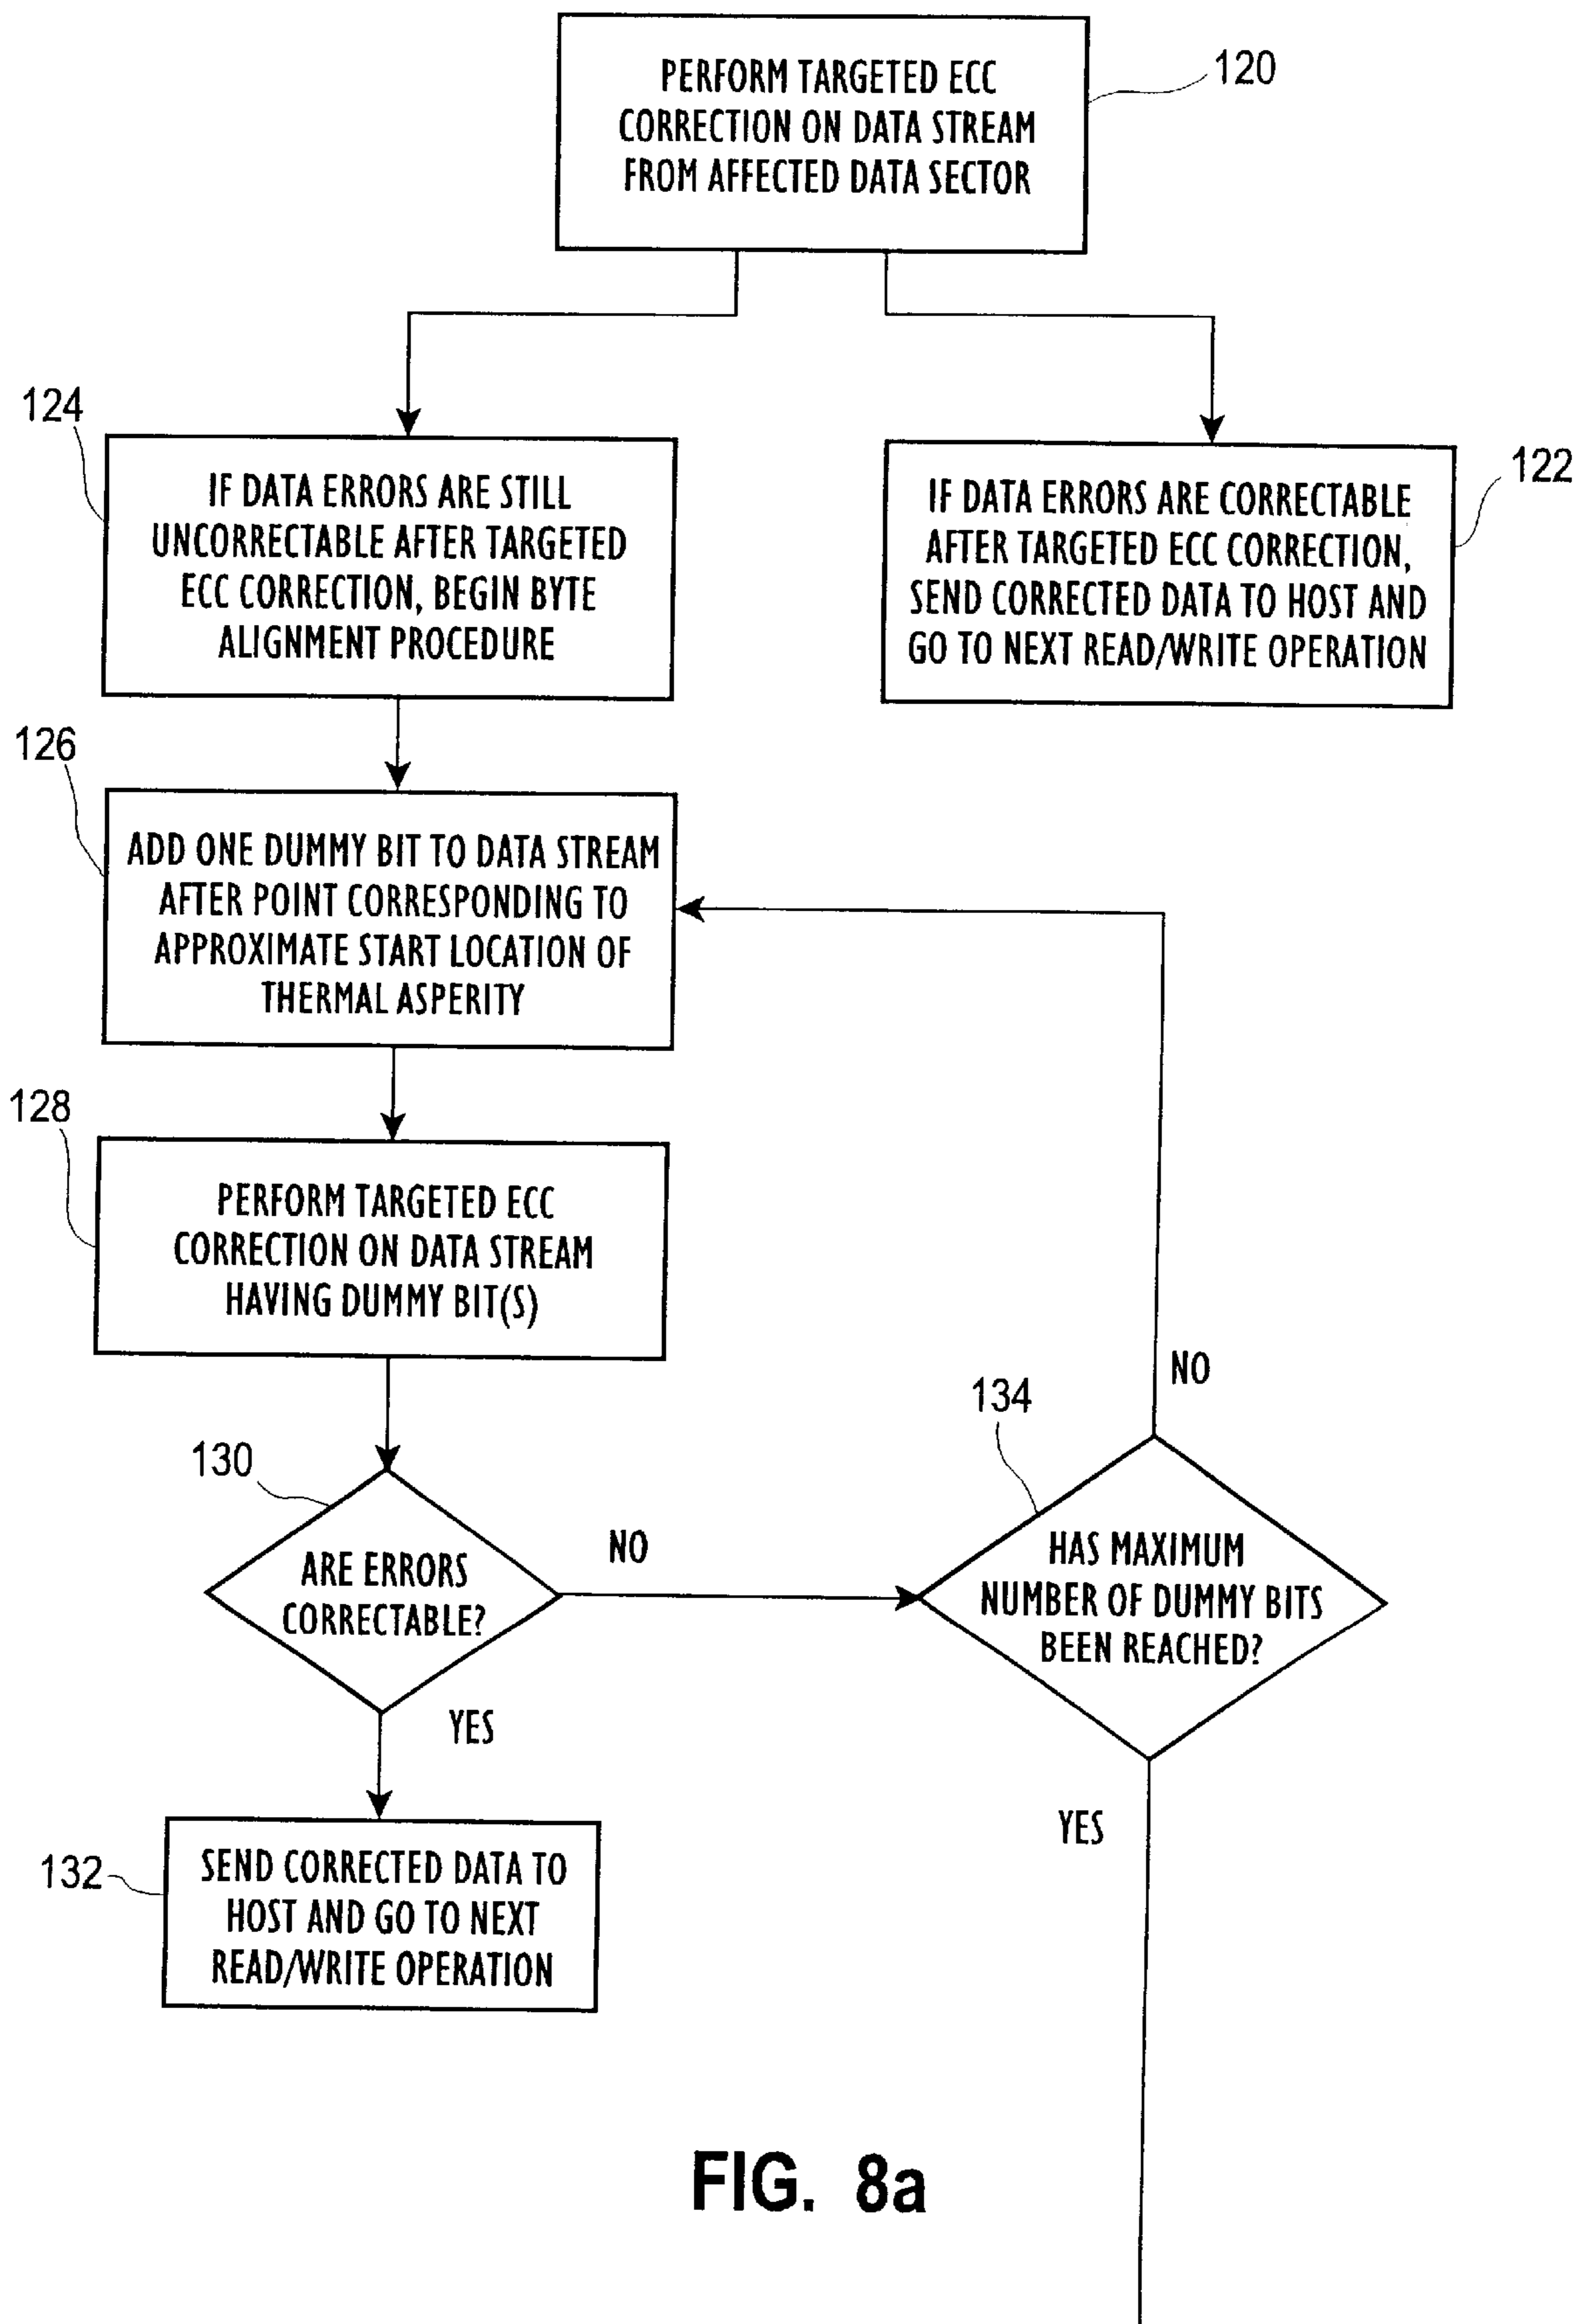 PERFORM TARGETED ECC
CORRECTION ON DATA STREAM
FROM AFFECTED DATA SECTOR
120
124
IF DATA ERRORS ARE STILL
UNCORRECTABLE AFTER TARGETED
ECC CORRECTION, BEGIN BYTE
ALIGNMENT PROCEDURE
IF DATA ERRORS ARE CORRECTABLE
AFTER TARGETED ECC CORRECTION,
SEND CORRECTED DATA TO HOST AND
GO TO NEXT READ/WRITE OPERATION
122
126
ADD ONE DUMMY BIT TO DATA STREAM
AFTER POINT CORRESPONDING TO
APPROXIMATE START LOCATION OF
THERMAL ASPERITY
128
PERFORM TARGETED ECC
CORRECTION ON DATA STREAM
HAVING DUMMY BIT(S)
130
ARE ERRORS
CORRECTABLE?
NO
YES
134
NO
HAS MAXIMUM
NUMBER OF DUMMY BITS
BEEN REACHED?
YES
132
SEND CORRECTED DATA TO
HOST AND GO TO NEXT
READ/WRITE OPERATION
FIG. 8a